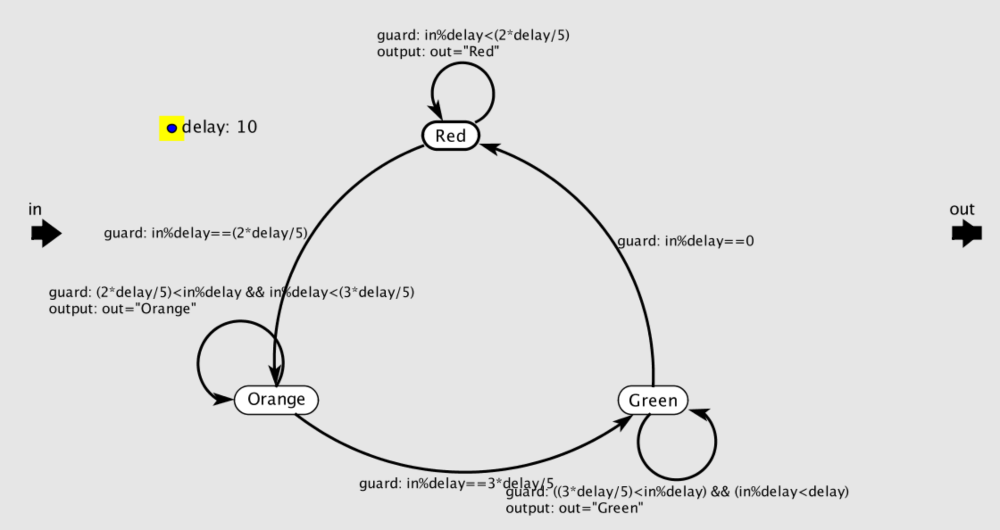 guard: in%delay<(2*delay/5)
output: out="Red"
delay: 10
Red
in
out
guard: in%delay==(2*delay/5)
guard: in%delay==0
guard: (2*delay/5)<in%delay && in%delay<(3*delay/5)
output: out="Orange"
Orange
Green
guard: in%delay==3*delay/5
guard: ((3*delay/5)<in%delay) && (in%delay<delay)
output: out="Green"